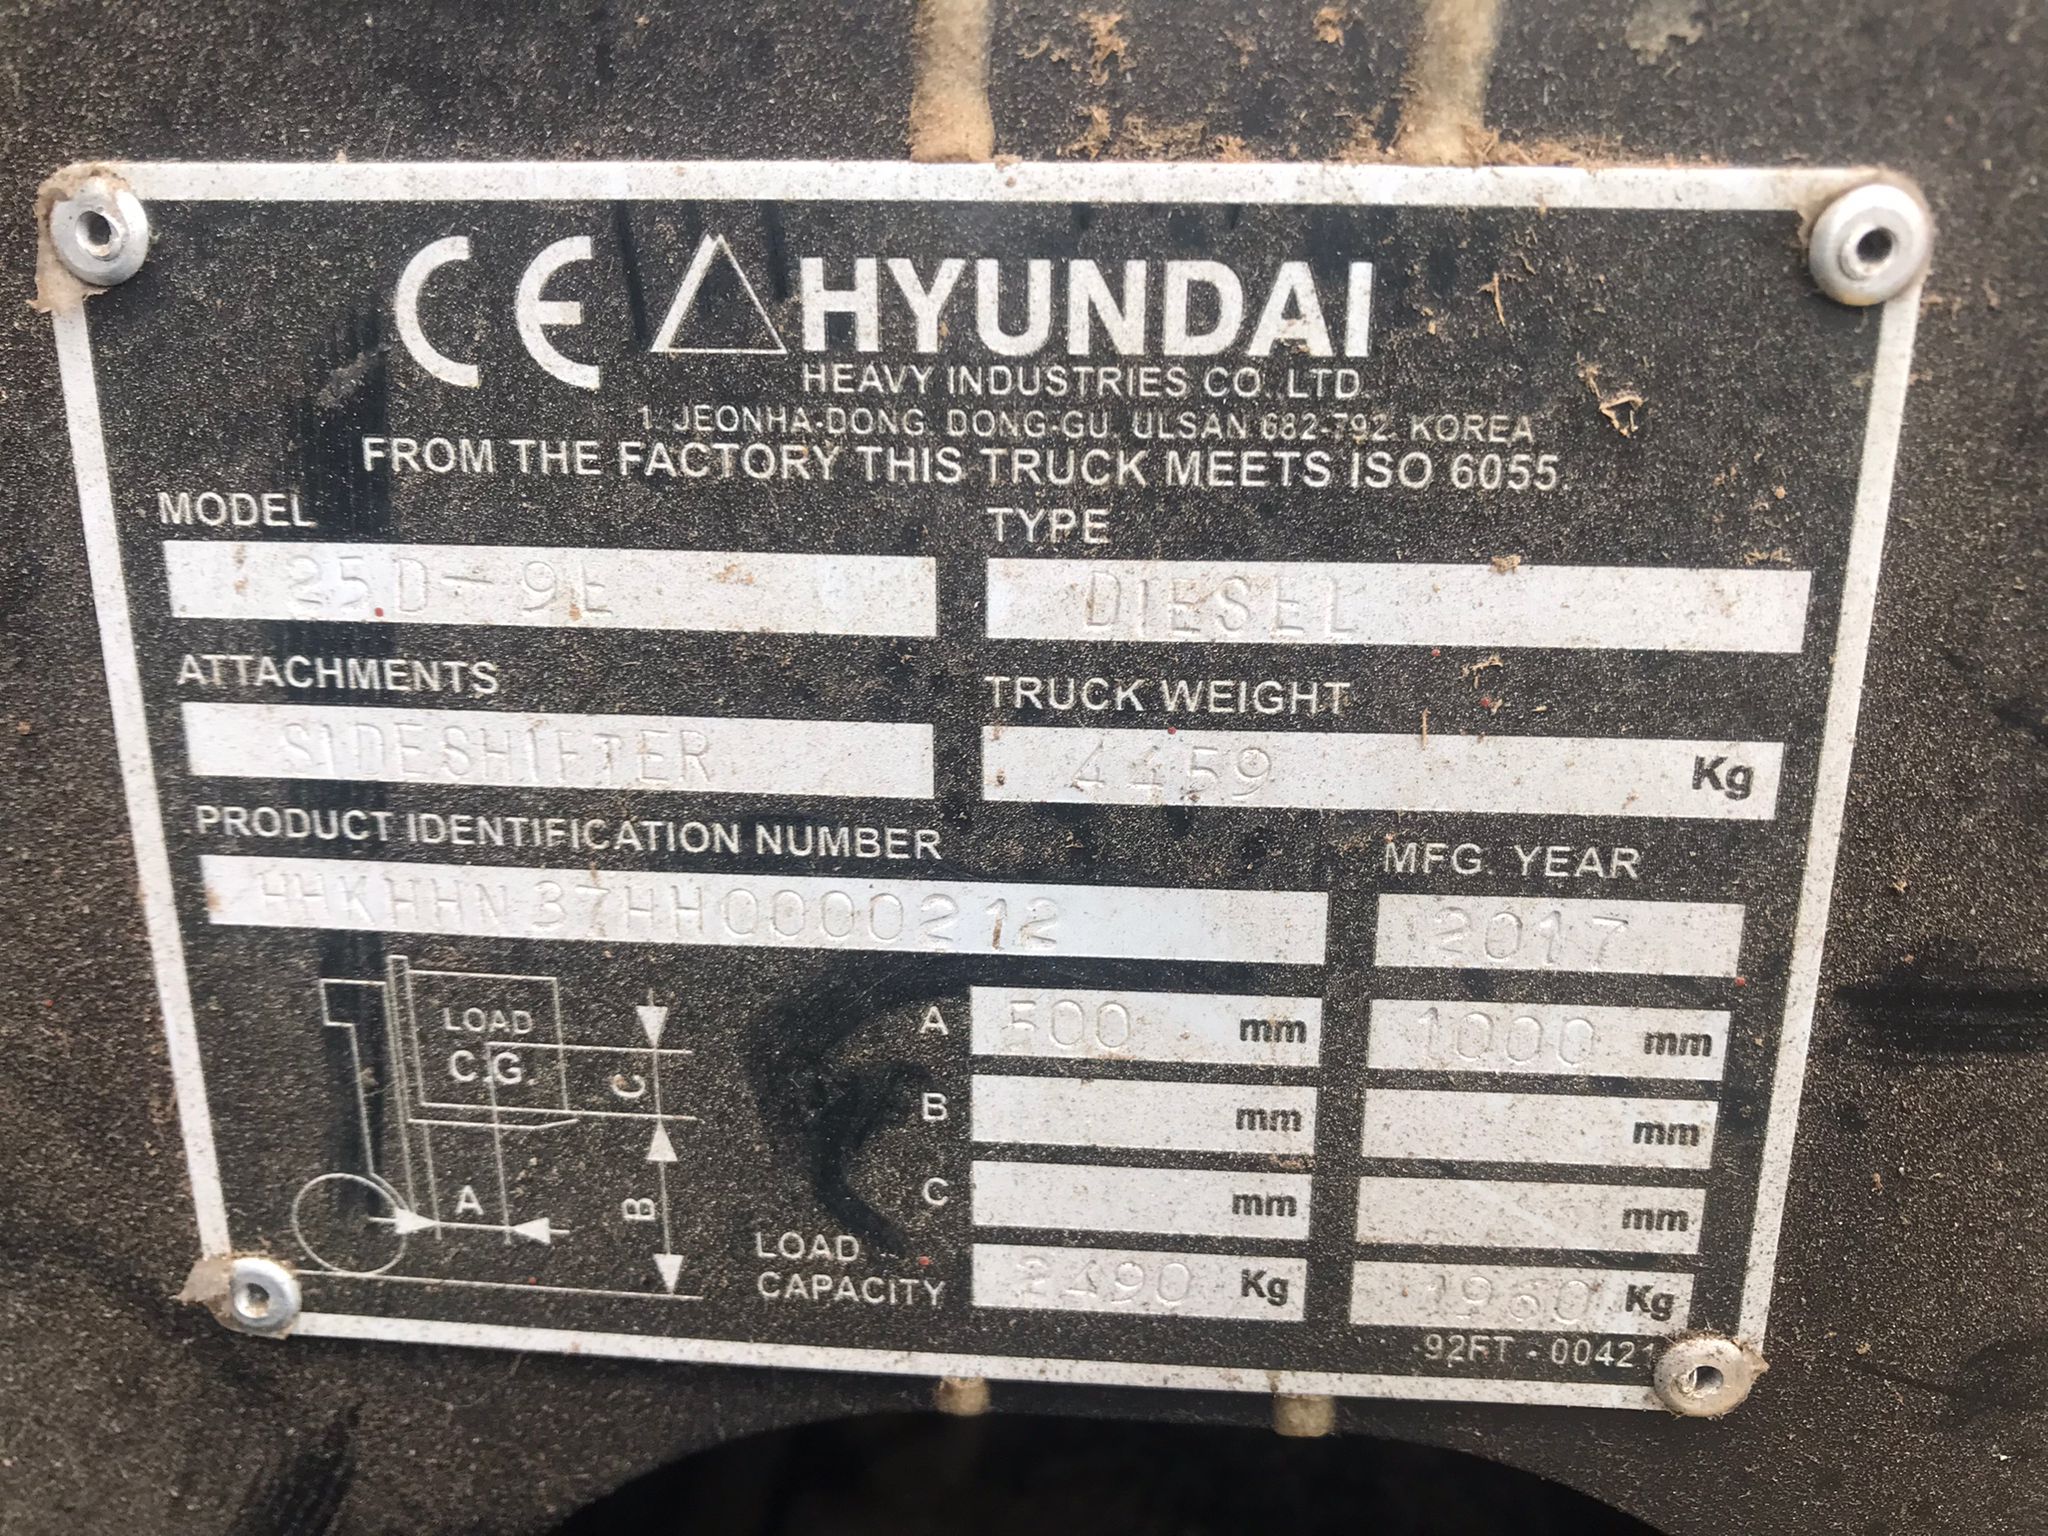 CE HYUNDAI
HEAVY INDUSTRIES CO., LTD.
1, JEONHA-DONG, DONG-GU, ULSAN 682-792, KOREA
FROM THE FACTORY THIS TRUCK MEETS ISO 6055.
MODEL TYPE
25D-9E DIESEL
ATTACHMENTS TRUCK WEIGHT
SIDESHIFTER 4459 Kg
PRODUCT IDENTIFICATION NUMBER MFG. YEAR
HHKHHN37HH0000212 2017
LOAD
C.G.
C
A
B
A 500 mm 1000 mm
B mm mm
C mm mm
LOAD
CAPACITY 2490 Kg 1960 Kg
92FT - 00421